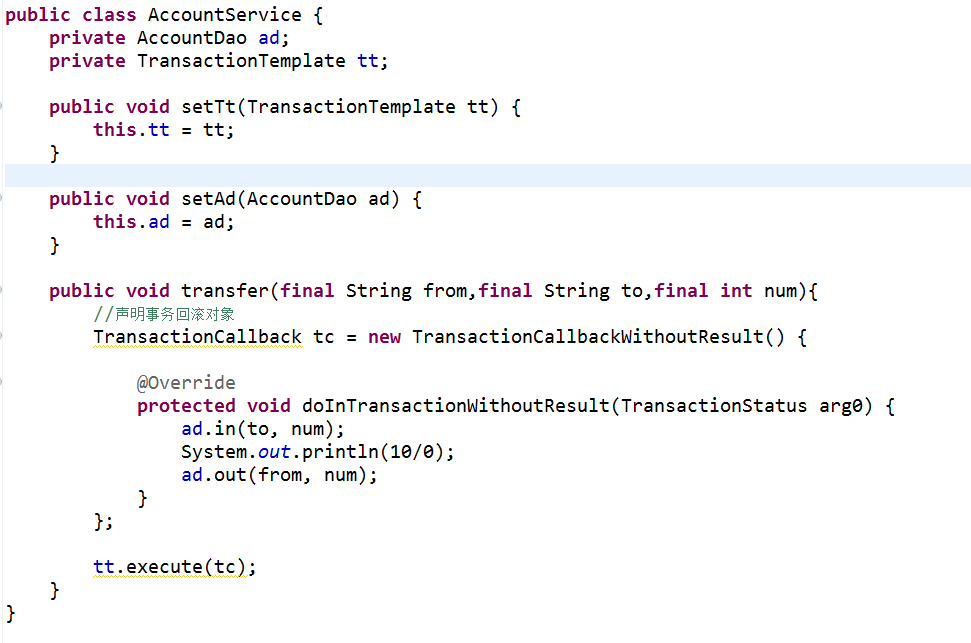 public class AccountService {
    private AccountDao ad;
    private TransactionTemplate tt;
    public void setTt(TransactionTemplate tt) {
        this.tt = tt;
    }
    public void setAd(AccountDao ad) {
        this.ad = ad;
    }
    public void transfer(final String from,final String to,final int num){
        //声明事务回滚对象
        TransactionCallback tc = new TransactionCallbackWithoutResult() {
            @Override
            protected void doInTransactionWithoutResult(TransactionStatus arg0) {
                ad.in(to, num);
                System.out.println(10/0);
                ad.out(from, num);
            }
        };
        tt.execute(tc);
    }
}